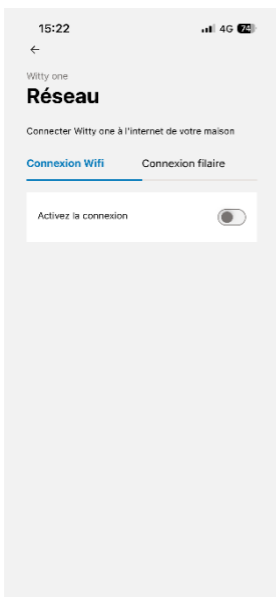 15:22 4G 74
←
Witty one
Réseau
Connecter Witty one à l'internet de votre maison
Connexion Wifi Connexion filaire
Activez la connexion